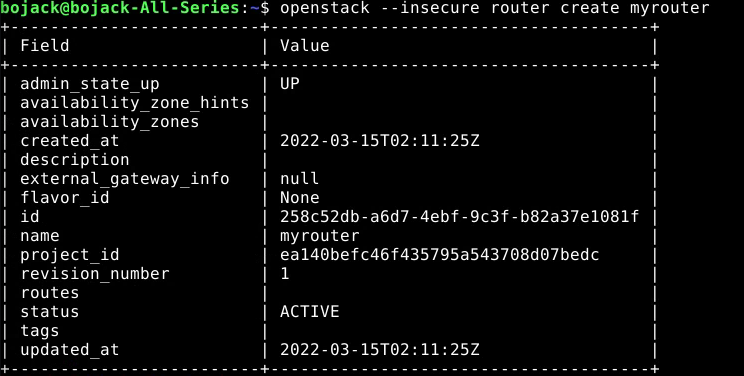 bojack@bojack-All-Series:~$ openstack --insecure router create myrouter
+-------------------------+--------------------------------------+
| Field                   | Value                                |
+-------------------------+--------------------------------------+
| admin_state_up          | UP                                   |
| availability_zone_hints |                                      |
| availability_zones      |                                      |
| created_at              | 2022-03-15T02:11:25Z                 |
| description             |                                      |
| external_gateway_info   | null                                 |
| flavor_id               | None                                 |
| id                      | 258c52db-a6d7-4ebf-9c3f-b82a37e1081f |
| name                    | myrouter                             |
| project_id              | ea140befc46f435795a543708d07bedc     |
| revision_number         | 1                                    |
| routes                  |                                      |
| status                  | ACTIVE                               |
| tags                    |                                      |
| updated_at              | 2022-03-15T02:11:25Z                 |
+-------------------------+--------------------------------------+